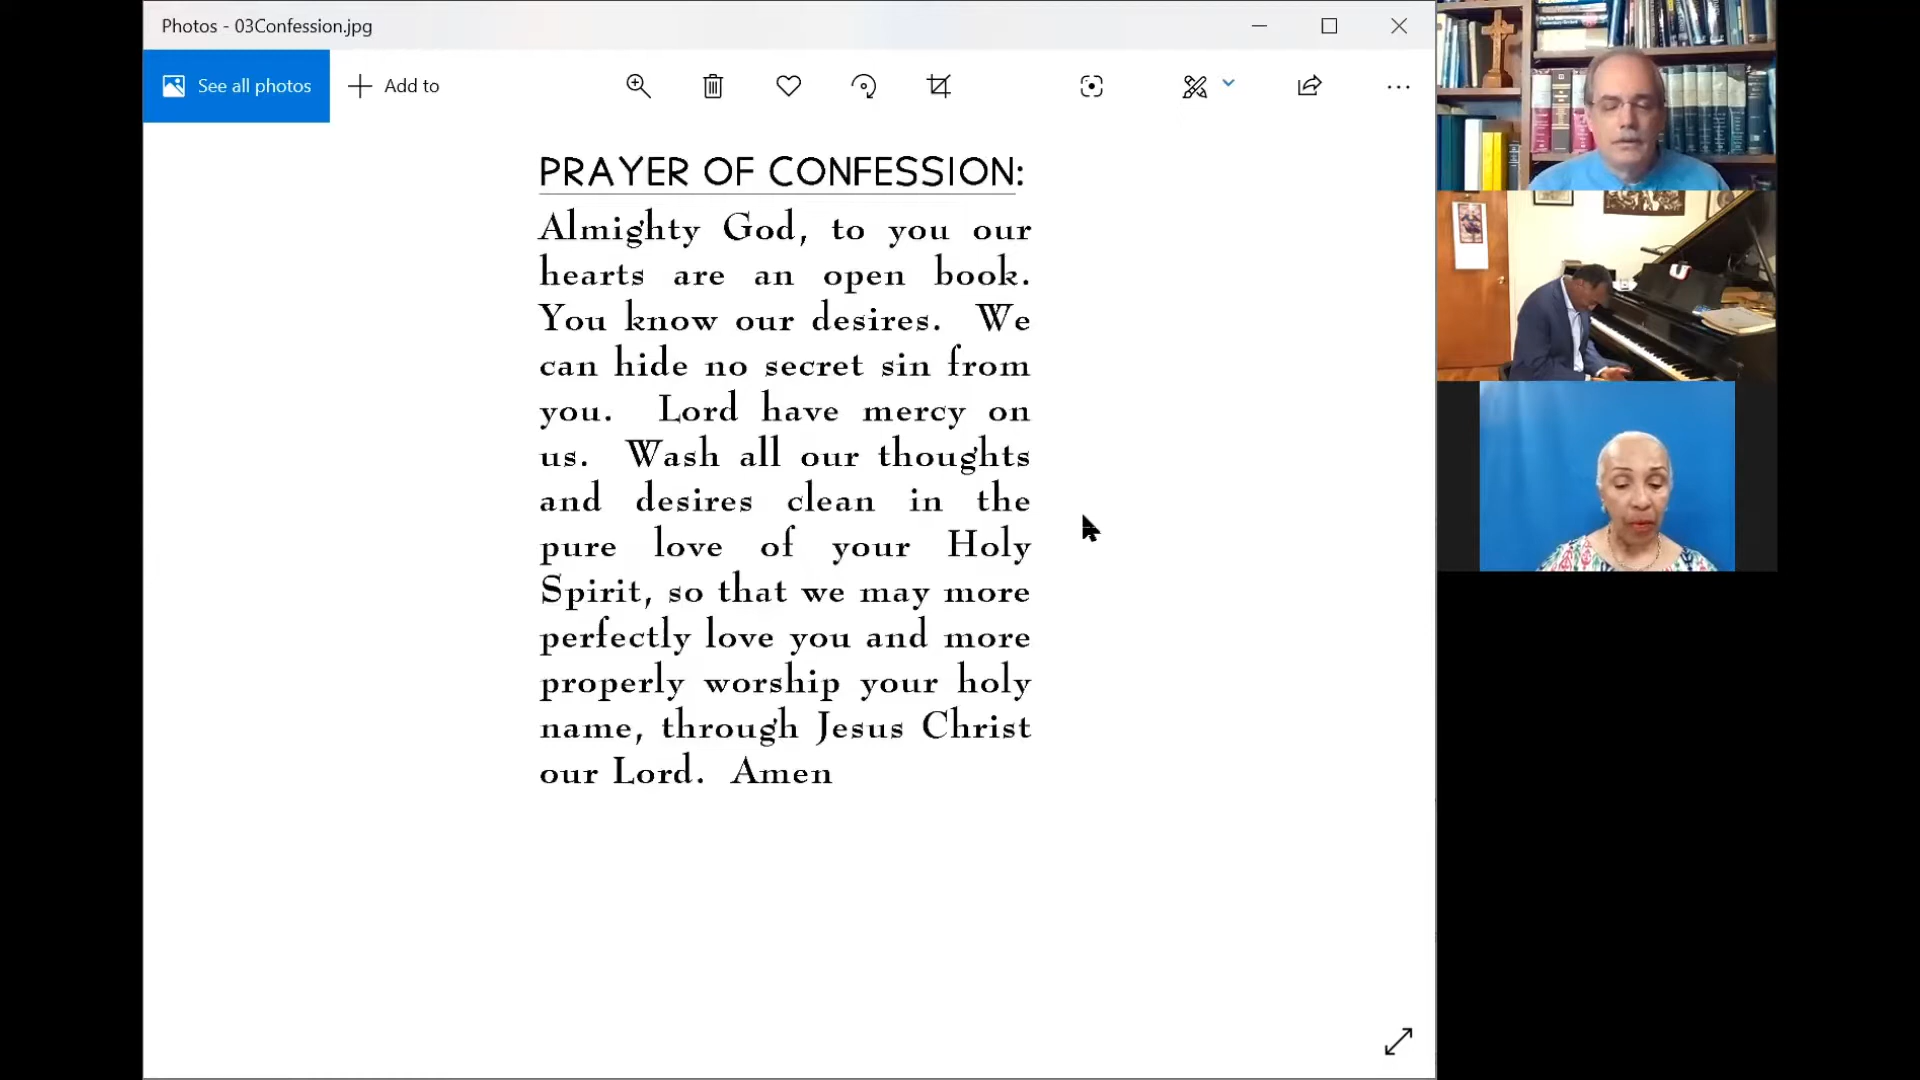 Photos - 03Confession.jpg
See all photos
Add to
PRAYER OF CONFESSION:
Almighty God, to you our
hearts are an open book.
You know our desires. We
can hide no secret sin from
you. Lord have mercy on
us. Wash all our thoughts
and desires clean in the
pure love of your Holy
Spirit, so that we may more
perfectly love you and more
properly worship your holy
name, through Jesus Christ
our Lord. Amen